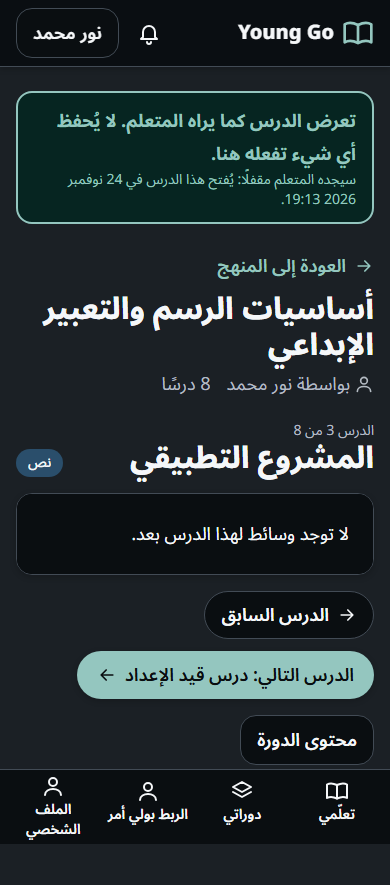 Young Go
نور محمد
تعرض الدرس كما يراه المتعلم. لا يُحفظ
أي شيء تفعله هنا.
سيجده المتعلم مقفلًا: يُفتح هذا الدرس في 24 نوفمبر
2026 19:13.
→ العودة إلى المنهج
أساسيات الرسم والتعبير
الإبداعي
بواسطة نور محمد 8 درسًا
الدرس 3 من 8
المشروع التطبيقي
نص
لا توجد وسائط لهذا الدرس بعد.
→ الدرس السابق
الدرس التالي: درس قيد الإعداد ←
محتوى الدورة
تعلّمي
دوراتي
الربط بولي أمر
الملف
الشخصي